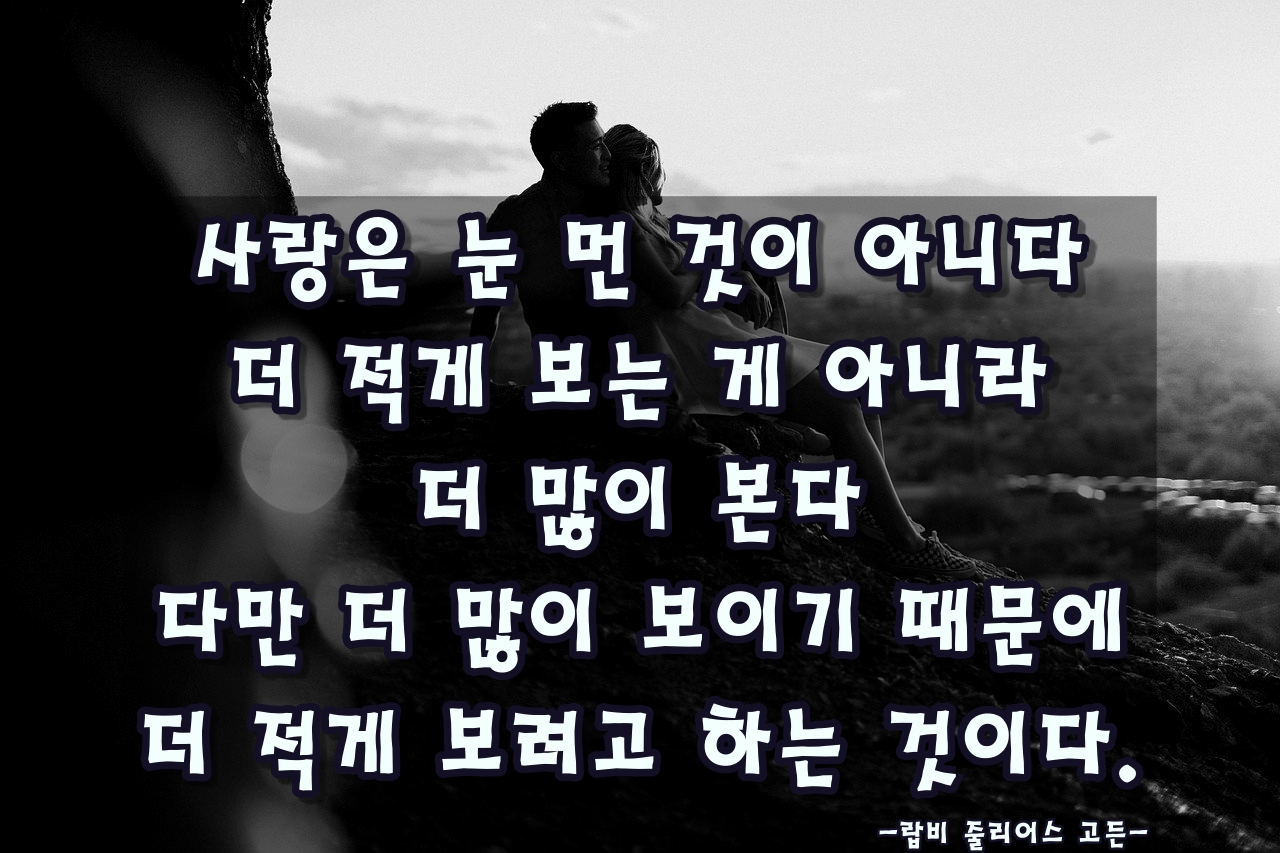 사랑은 눈 먼 것이 아니다
더 적게 보는 게 아니라
더 많이 본다
다만 더 많이 보이기 때문에
더 적게 보려고 하는 것이다.
-랍비 줄리어스 고든-